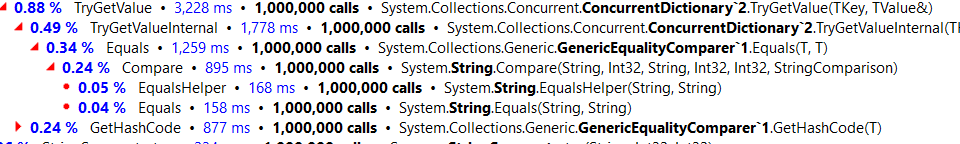 0.88 % TryGetValue • 3,228 ms • 1,000,000 calls • System.Collections.Concurrent.ConcurrentDictionary`2.TryGetValue(TKey, TValue&)
0.49 % TryGetValueInternal • 1,778 ms • 1,000,000 calls • System.Collections.Concurrent.ConcurrentDictionary`2.TryGetValueInternal(
0.34 % Equals • 1,259 ms • 1,000,000 calls • System.Collections.Generic.GenericEqualityComparer`1.Equals(T, T)
0.24 % Compare • 895 ms • 1,000,000 calls • System.String.Compare(String, Int32, String, Int32, Int32, StringComparison)
0.05 % EqualsHelper • 168 ms • 1,000,000 calls • System.String.EqualsHelper(String, String)
0.04 % Equals • 158 ms • 1,000,000 calls • System.String.Equals(String, String)
0.24 % GetHashCode • 877 ms • 1,000,000 calls • System.Collections.Generic.GenericEqualityComparer`1.GetHashCode(T)